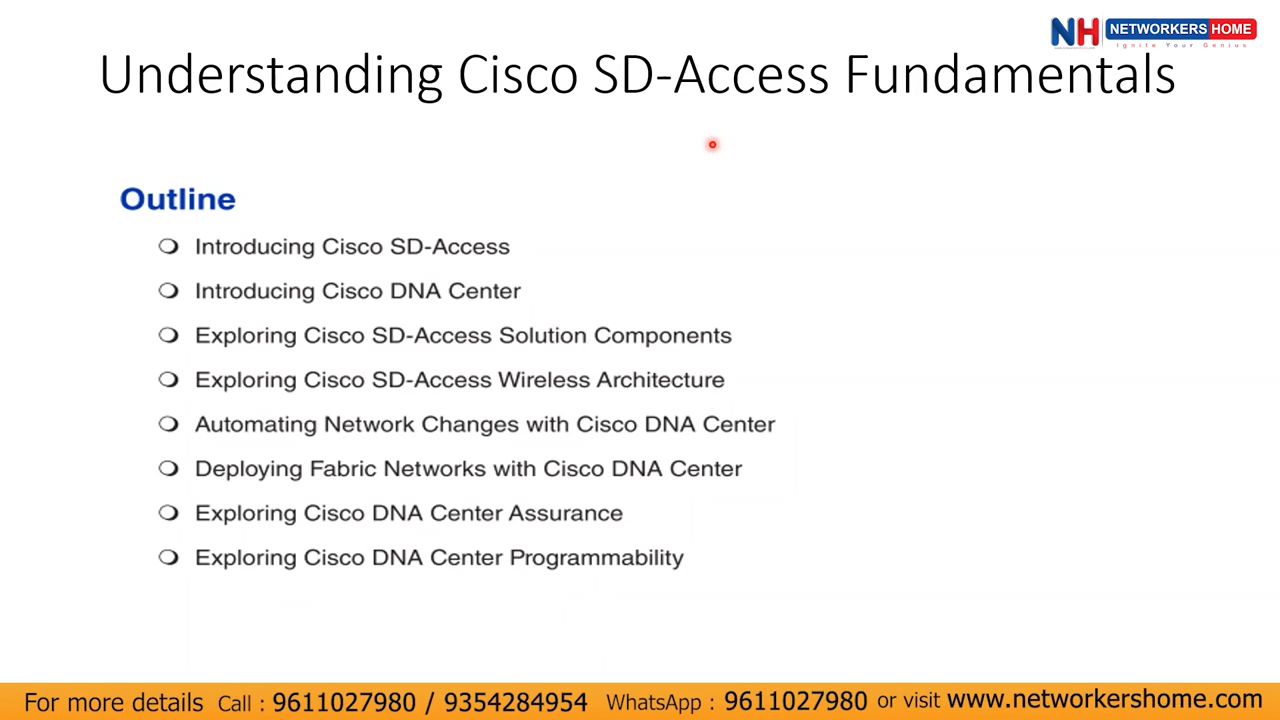 NH NETWORKERS HOME
Ignite Your Genius
Understanding Cisco SD-Access Fundamentals
Outline
Introducing Cisco SD-Access
Introducing Cisco DNA Center
Exploring Cisco SD-Access Solution Components
Exploring Cisco SD-Access Wireless Architecture
Automating Network Changes with Cisco DNA Center
Deploying Fabric Networks with Cisco DNA Center
Exploring Cisco DNA Center Assurance
Exploring Cisco DNA Center Programmability
For more details Call : 9611027980 / 9354284954 WhatsApp : 9611027980 or visit www.networkershome.com